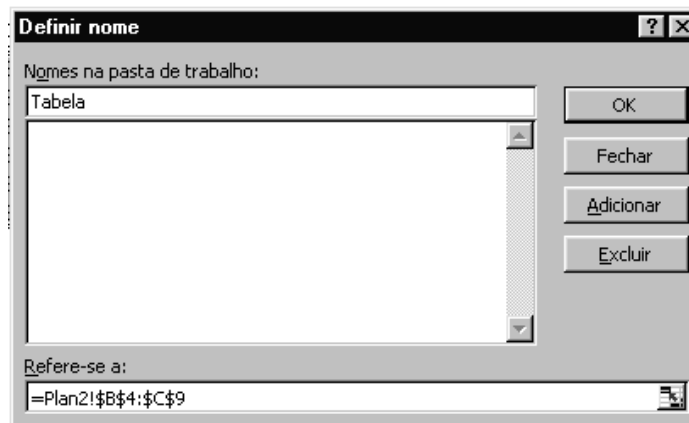 Definir nome
Nomes na pasta de trabalho:
Tabela
OK
Fechar
Adicionar
Excluir
Refere-se a:
=Plan2!$B$4:$C$9